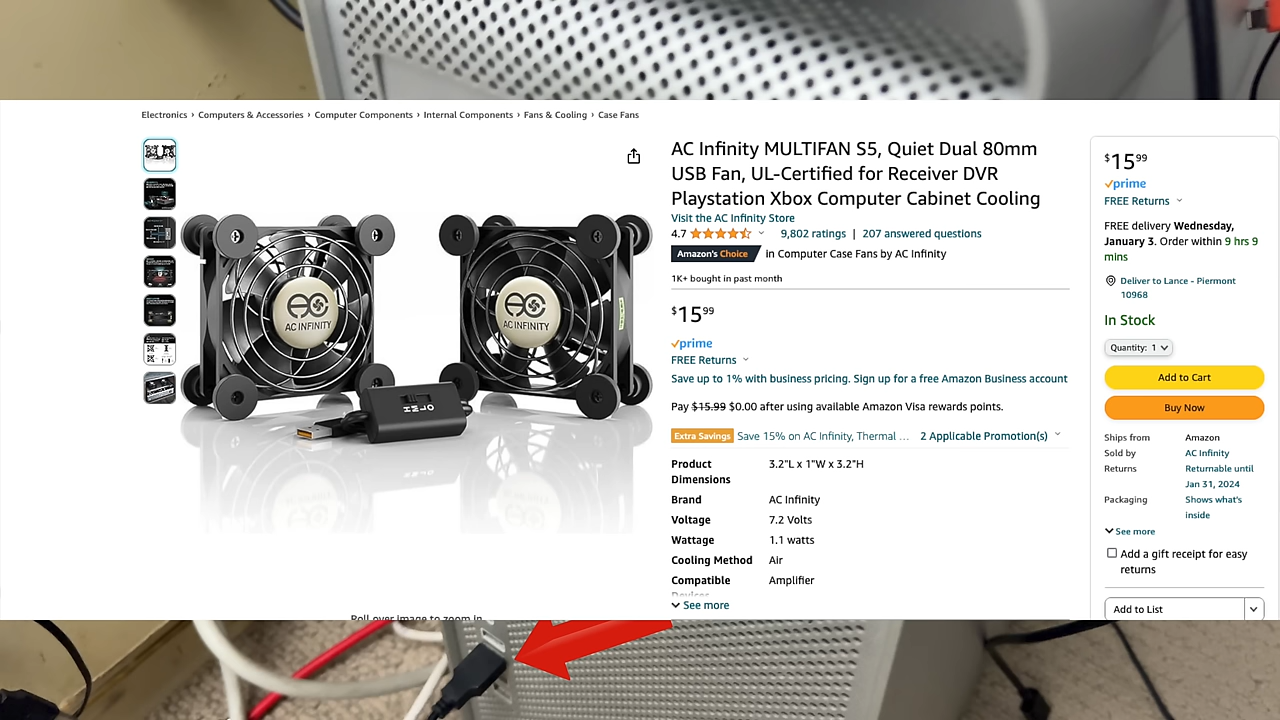 Electronics › Computers & Accessories › Computer Components › Internal Components › Fans & Cooling › Case Fans
AC INFINITY
AC INFINITY
H M L O
AC Infinity MULTIFAN S5, Quiet Dual 80mm
USB Fan, UL-Certified for Receiver DVR
Playstation Xbox Computer Cabinet Cooling
Visit the AC Infinity Store
4.7
9,802 ratings | 207 answered questions
Amazon's Choice in Computer Case Fans by AC Infinity
1K+ bought in past month
$15 99
prime
FREE Returns
Save up to 1% with business pricing. Sign up for a free Amazon Business account
Pay $15.99 $0.00 after using available Amazon Visa rewards points.
Extra Savings Save 15% on AC Infinity, Thermal … 2 Applicable Promotion(s)
Product Dimensions 3.2"L x 1"W x 3.2"H
Brand AC Infinity
Voltage 7.2 Volts
Wattage 1.1 watts
Cooling Method Air
Compatible Devices Amplifier
See more
Roll over image to zoom in
$15 99
prime
FREE Returns
FREE delivery Wednesday,
January 3. Order within 9 hrs 9
mins
Deliver to Lance - Piermont
10968
In Stock
Quantity: 1
Add to Cart
Buy Now
Ships from Amazon
Sold by AC Infinity
Returns Returnable until
Jan 31, 2024
Packaging Shows what's
inside
See more
Add a gift receipt for easy
returns
Add to List